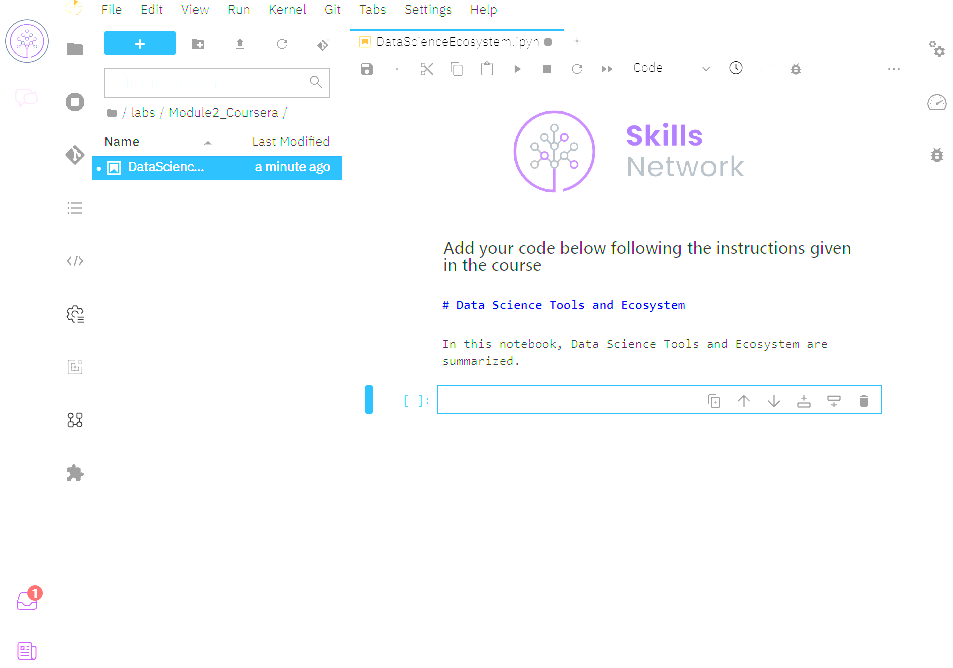 File Edit View Run Kernel Git Tabs Settings Help
DataScienceEcosystem.ipyn
Code
/ labs / Module2_Coursera /
Name Last Modified
DataScienc... a minute ago
Skills
Network
Add your code below following the instructions given
in the course
# Data Science Tools and Ecosystem
In this notebook, Data Science Tools and Ecosystem are
summarized.
[ ]:
1